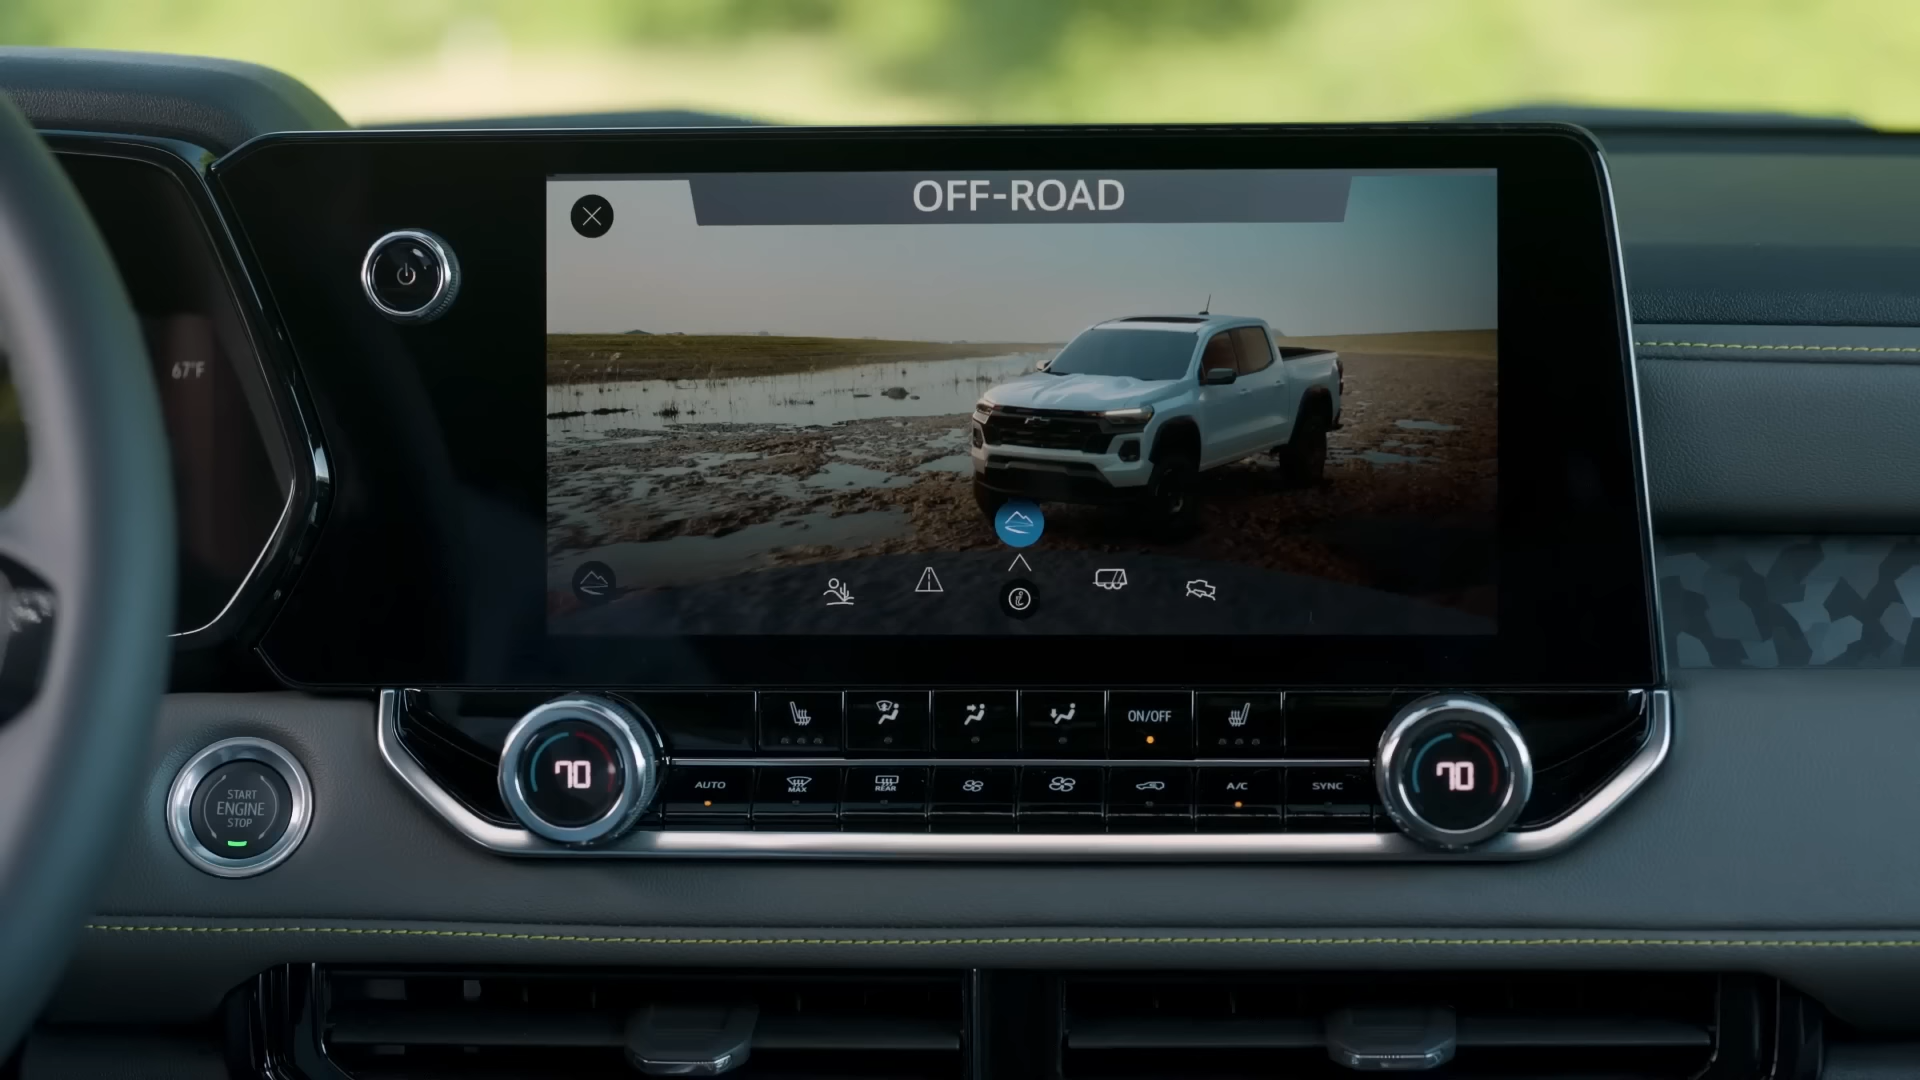 OFF-ROAD
67°F
ON/OFF
70
70
AUTO
MAX
REAR
A/C
SYNC
START
ENGINE
STOP